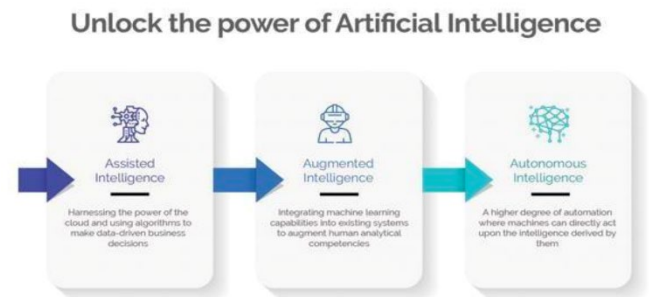 Unlock the power of Artificial Intelligence
Assisted
Intelligence
Harnessing the power of the
cloud and using algorithms to
make data-driven business
decisions
Augmented
Intelligence
Integrating machine learning
capabilities into existing systems
to augment human analytical
competencies
Autonomous
Intelligence
A higher degree of automation
where machines can directly act
upon the intelligence derived by
them